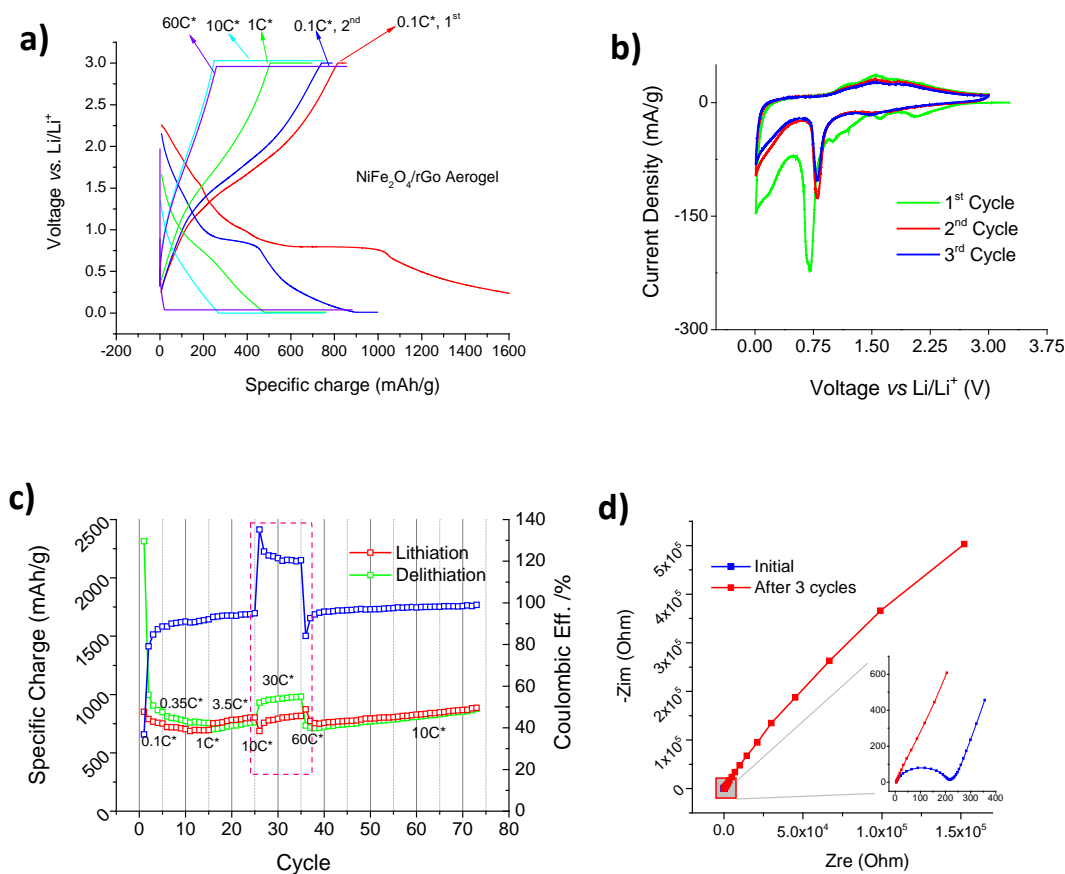 a)
60C* 10C* 1C* 0.1C*, 2nd 0.1C*, 1st
3.0
2.5
2.0
1.5
1.0
0.5
0.0
Voltage vs. Li/Li+
NiFe2O4/rGo Aerogel
-200 0 200 400 600 800 1000 1200 1400 1600
Specific charge (mAh/g)
b)
0
-150
-300
Current Density (mA/g)
1st Cycle
2nd Cycle
3rd Cycle
0.00 0.75 1.50 2.25 3.00 3.75
Voltage vs Li/Li+ (V)
c)
2500
2000
1500
1000
500
0
Specific Charge (mAh/g)
Lithiation
Delithiation
0.1C* 0.35C* 1C* 3.5C* 10C* 30C* 60C* 10C*
140
120
100
80
60
40
20
0
Coulombic Eff. /%
0 10 20 30 40 50 60 70 80
Cycle
d)
5x10^5
4x10^5
3x10^5
2x10^5
1x10^5
0
-Zim (Ohm)
Initial
After 3 cycles
600
400
200
0
0 100 200 300 400
0.0 5.0x10^4 1.0x10^5 1.5x10^5
Zre (Ohm)